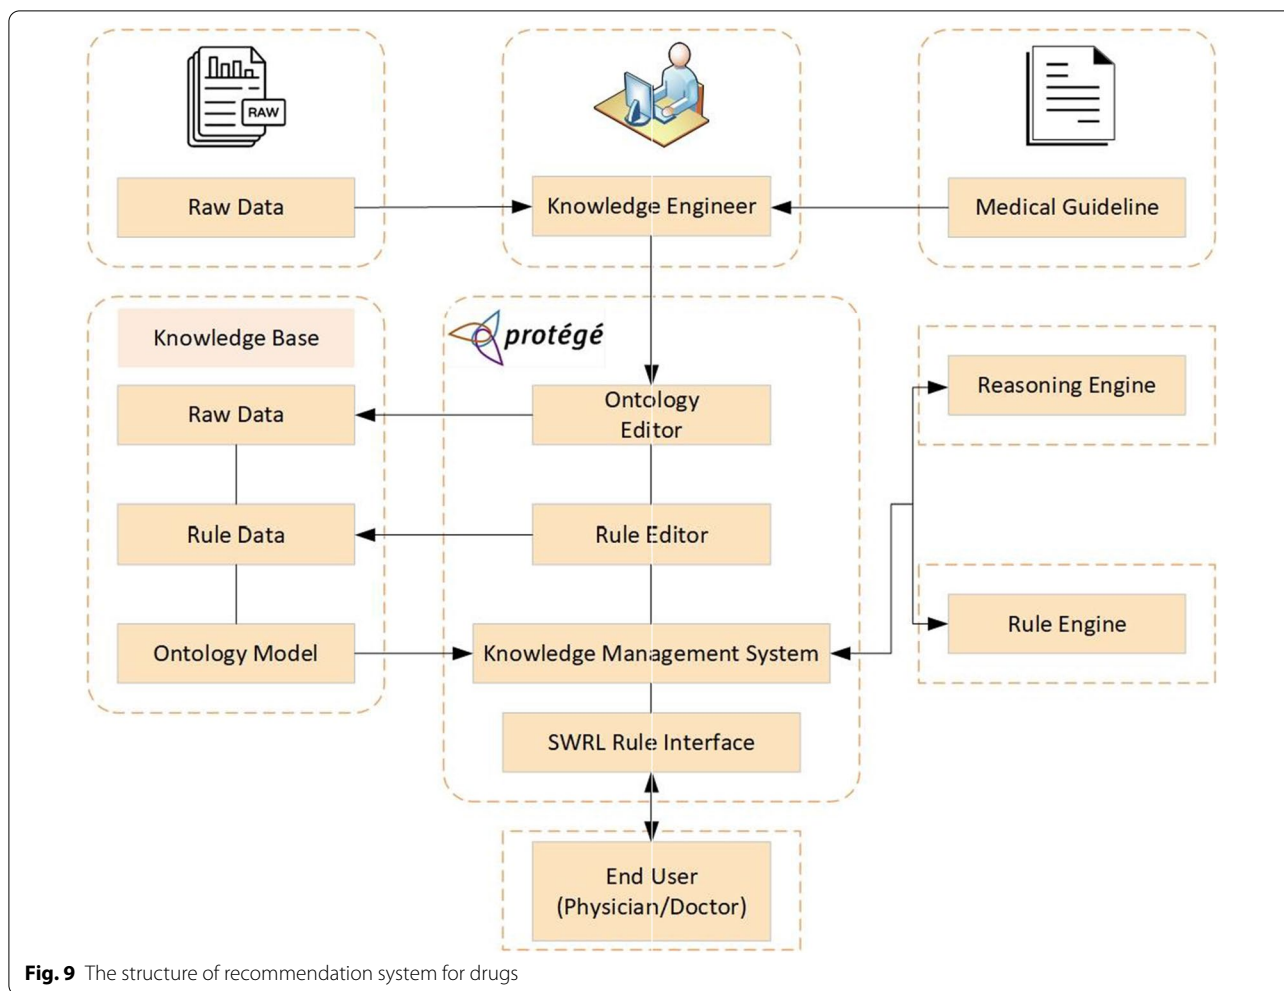 RAW
Raw Data
Knowledge Engineer
Medical Guideline
Knowledge Base
protégé
Raw Data
Ontology
Editor
Reasoning Engine
Rule Data
Rule Editor
Rule Engine
Ontology Model
Knowledge Management System
SWRL Rule Interface
End User
(Physician/Doctor)
Fig. 9 The structure of recommendation system for drugs